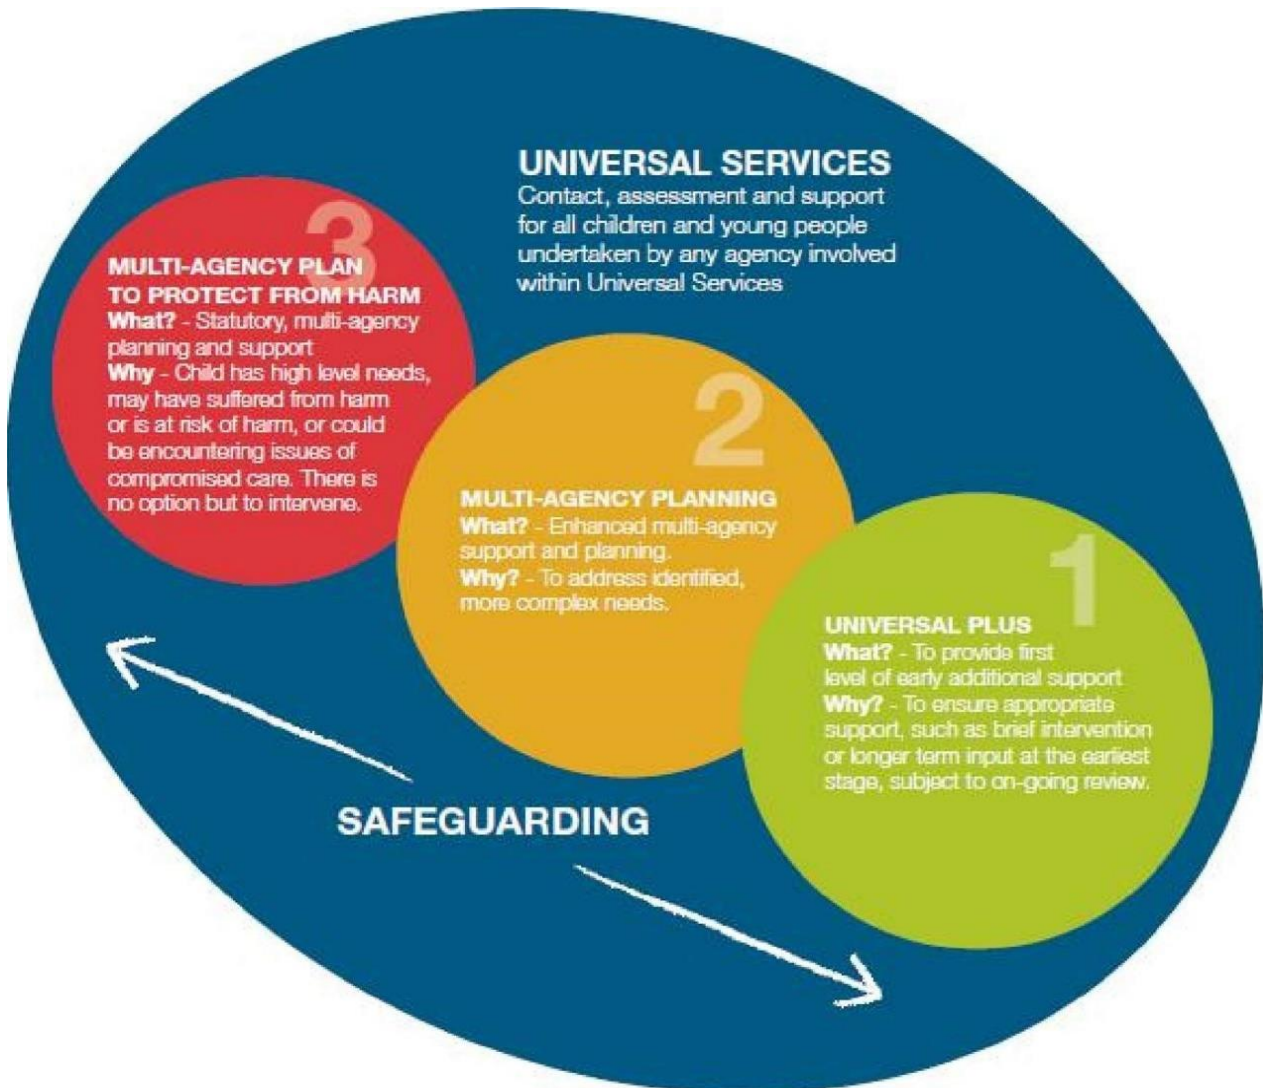 UNIVERSAL SERVICES
Contact, assessment and support
for all children and young people
undertaken by any agency involved
within Universal Services
3
MULTI-AGENCY PLAN
TO PROTECT FROM HARM
What? - Statutory, multi-agency
planning and support
Why - Child has high level needs,
may have suffered from harm
or is at risk of harm, or could
be encountering issues of
compromised care. There is
no option but to intervene.
2
MULTI-AGENCY PLANNING
What? - Enhanced multi-agency
support and planning.
Why? - To address identified,
more complex needs.
1
UNIVERSAL PLUS
What? - To provide first
level of early additional support
Why? - To ensure appropriate
support, such as brief intervention
or longer term input at the earliest
stage, subject to on-going review.
SAFEGUARDING